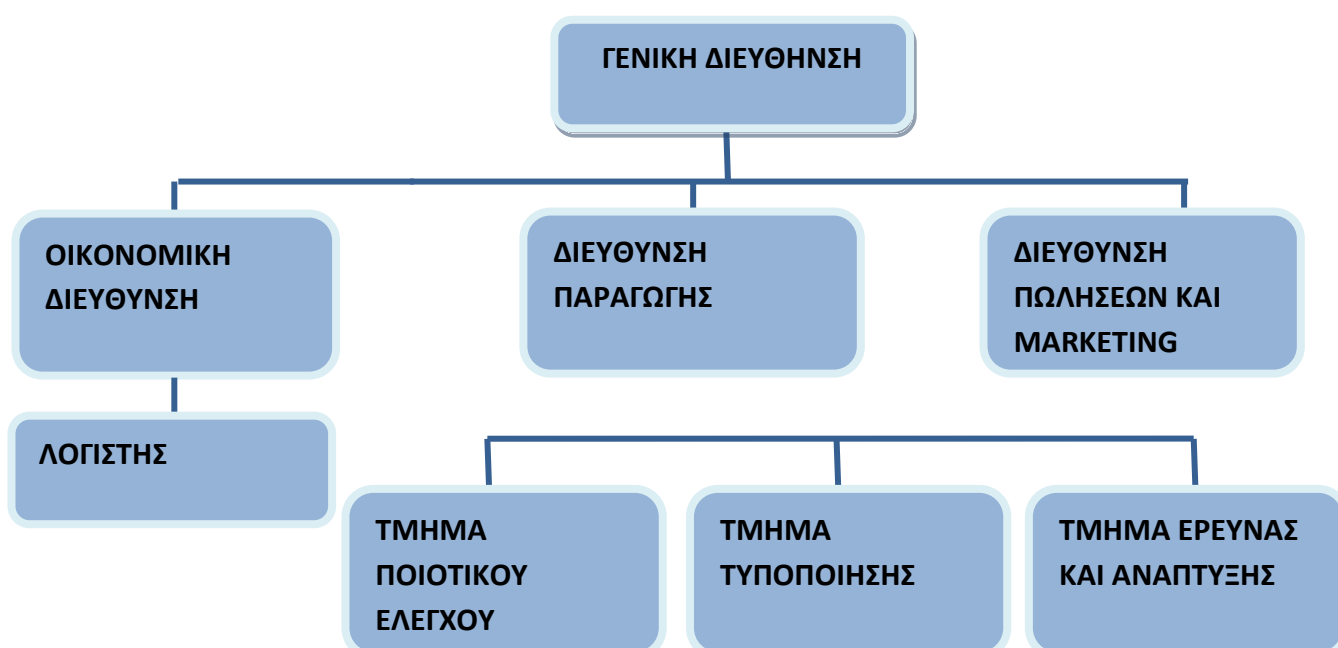 ΓΕΝΙΚΗ ΔΙΕΥΘΗΝΣΗ
ΟΙΚΟΝΟΜΙΚΗ
ΔΙΕΥΘΥΝΣΗ
ΔΙΕΥΘΥΝΣΗ
ΠΑΡΑΓΩΓΗΣ
ΔΙΕΥΘΥΝΣΗ
ΠΩΛΗΣΕΩΝ ΚΑΙ
MARKETING
ΛΟΓΙΣΤΗΣ
ΤΜΗΜΑ
ΠΟΙΟΤΙΚΟΥ
ΕΛΕΓΧΟΥ
ΤΜΗΜΑ
ΤΥΠΟΠΟΙΗΣΗΣ
ΤΜΗΜΑ ΕΡΕΥΝΑΣ
ΚΑΙ ΑΝΑΠΤΥΞΗΣ